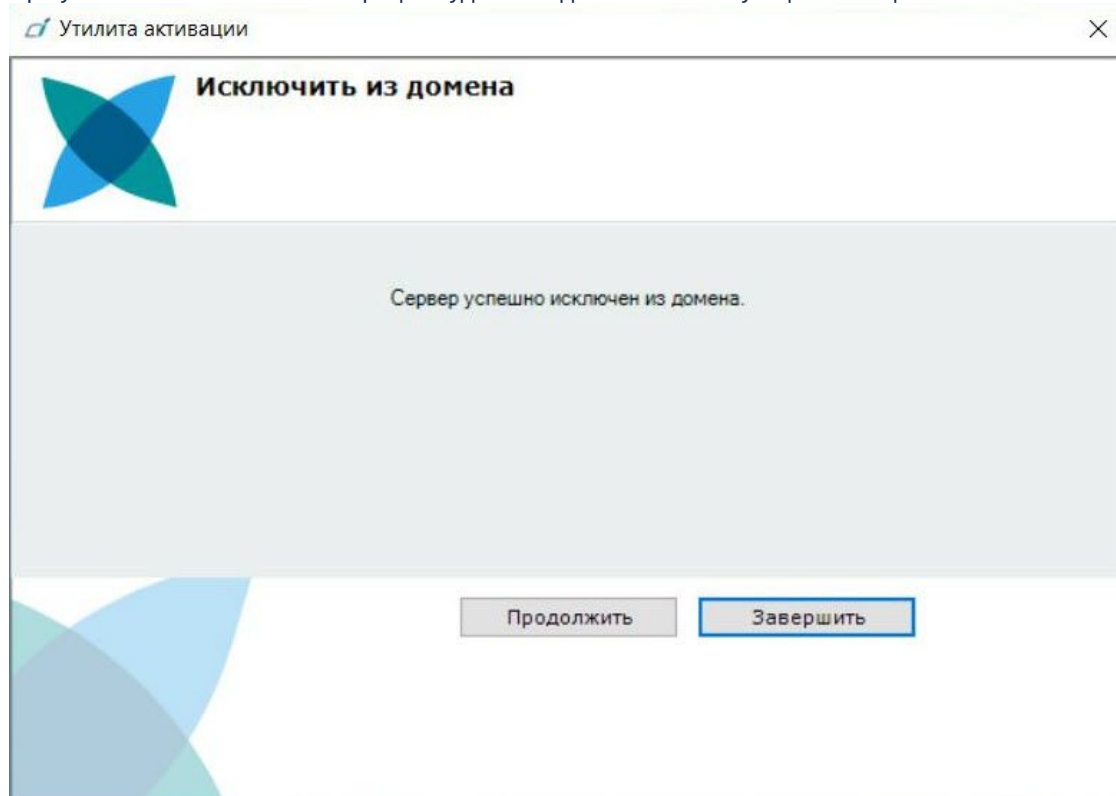 Утилита активации
Исключить из домена
Сервер успешно исключен из домена.
Продолжить
Завершить